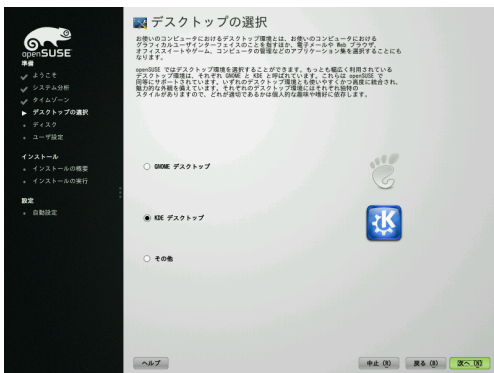 openSUSE
準備
ようこそ
システム分析
タイムゾーン
デスクトップの選択
ディスク
ユーザ設定
インストール
インストールの概要
インストールの実行
設定
自動設定
デスクトップの選択
お使いのコンピュータにおけるデスクトップ環境とは、お使いのコンピュータにおける
グラフィカルユーザインターフェイスのことを指すほか、電子メールや Web ブラウザ、
オフィススイートやゲーム、コンピュータの管理などのアプリケーション集を選択することにも
なります。
openSUSE ではデスクトップ環境を選択することができます。もっとも幅広く利用されている
デスクトップ環境は、それぞれ GNOME と KDE と呼ばれています。これらは openSUSE で
同等にサポートされています。いずれのデスクトップ環境とも使いやすくかつ高度に統合され、
魅力的な外観を備えています。それぞれのデスクトップ環境にはそれぞれ独特の
スタイルがありますので、どれが適切であるかは個人的な趣味や嗜好に依存します。
GNOME デスクトップ
KDE デスクトップ
その他
ヘルプ
中止 (R)
戻る (B)
次へ (N)